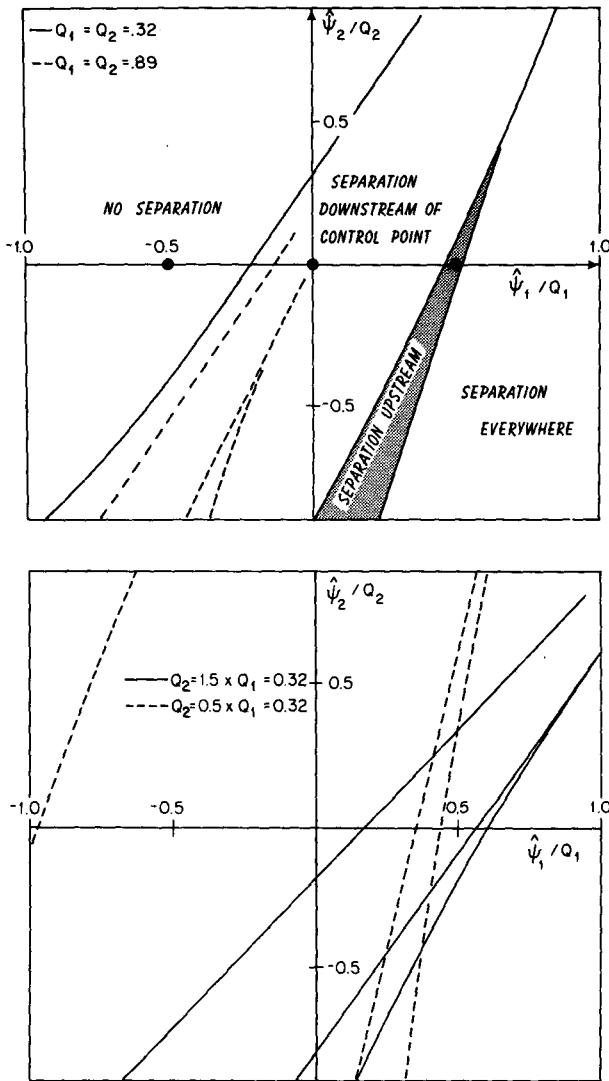 — Q₁ = Q₂ = .32
--- Q₁ = Q₂ = .89
ψ̂₂/Q₂
0.5
NO SEPARATION
SEPARATION
DOWNSTREAM OF
CONTROL POINT
-1.0
-0.5
1.0
ψ̂₁/Q₁
-0.5
SEPARATION UPSTREAM
SEPARATION
EVERYWHERE
ψ̂₂/Q₂
— Q₂=1.5 x Q₁ =0.32
--- Q₂=0.5 x Q₁ =0.32
0.5
-1.0
-0.5
0.5
1.0
ψ̂₁/Q₁
-0.5